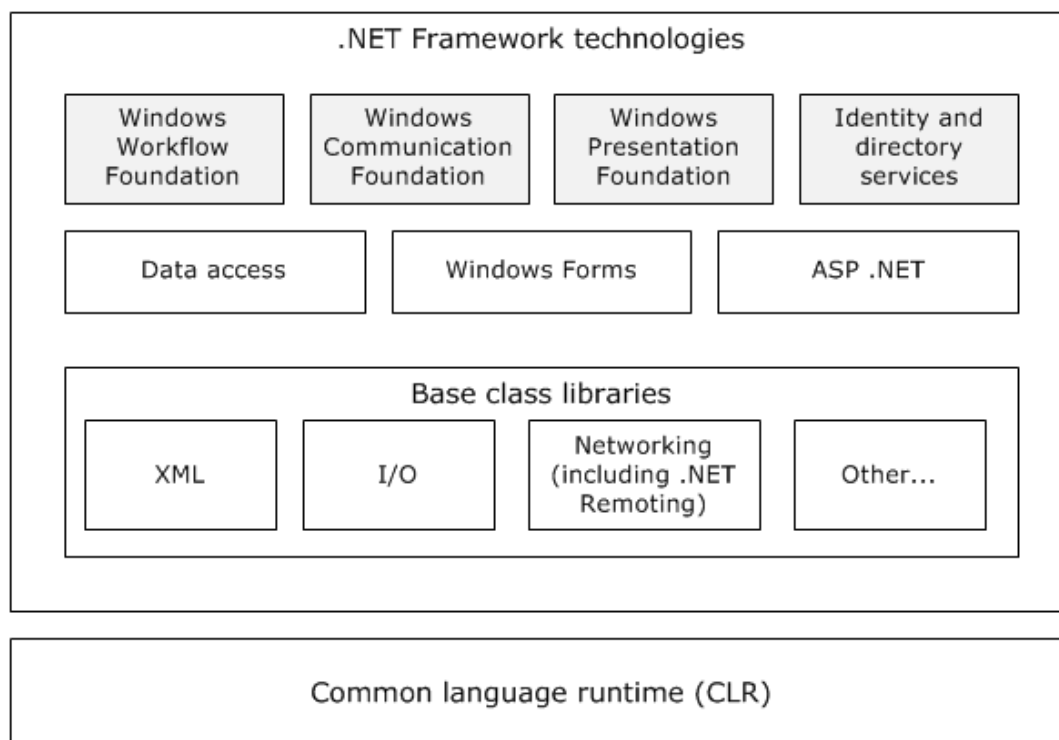 .NET Framework technologies
Windows
Workflow
Foundation
Windows
Communication
Foundation
Windows
Presentation
Foundation
Identity and
directory
services
Data access
Windows Forms
ASP .NET
Base class libraries
XML
I/O
Networking
(including .NET
Remoting)
Other...
Common language runtime (CLR)